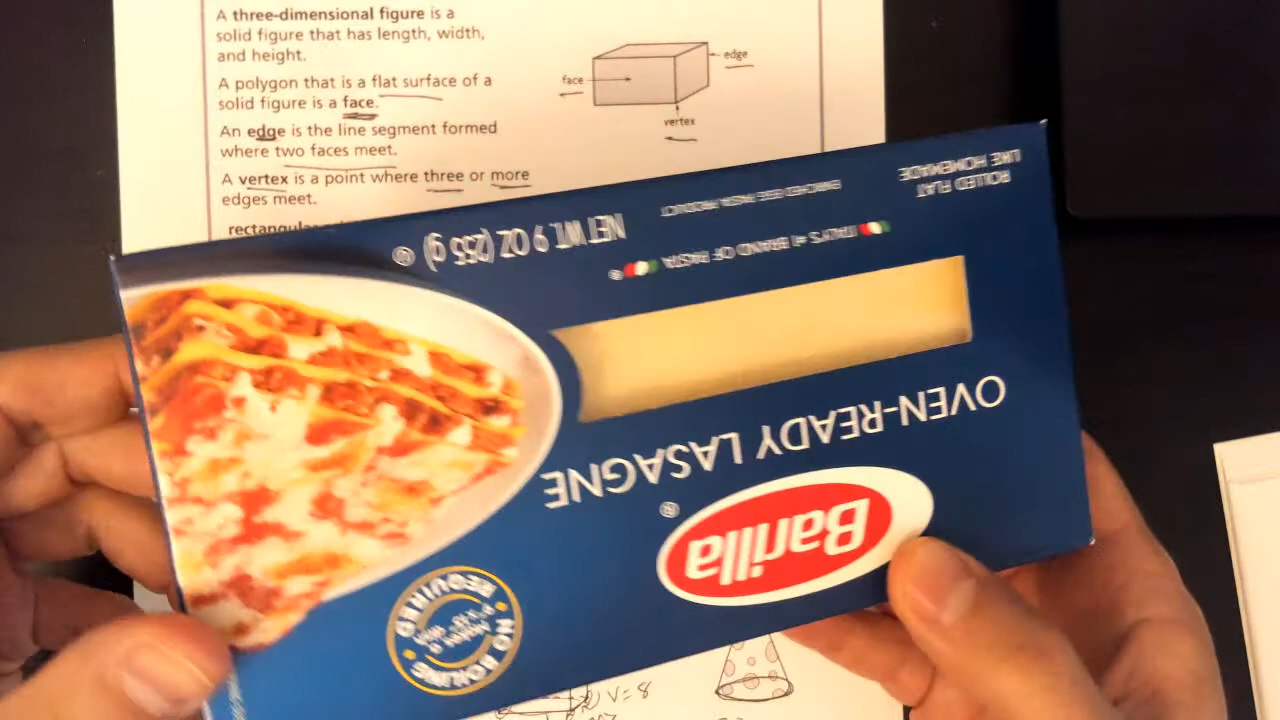 A three-dimensional figure is a
solid figure that has length, width,
and height.
A polygon that is a flat surface of a
solid figure is a face.
An edge is the line segment formed
where two faces meet.
A vertex is a point where three or more
edges meet.
face
edge
vertex
Barilla
®
OVEN-READY LASAGNE
ITALY'S #1 BRAND OF PASTA ®
ENRICHED EGG PASTA PRODUCT
ROLLED FLAT
LIKE HOMEMADE
NET WT. 9 OZ (255 g)
NO BOILING
REQUIRED
V=8